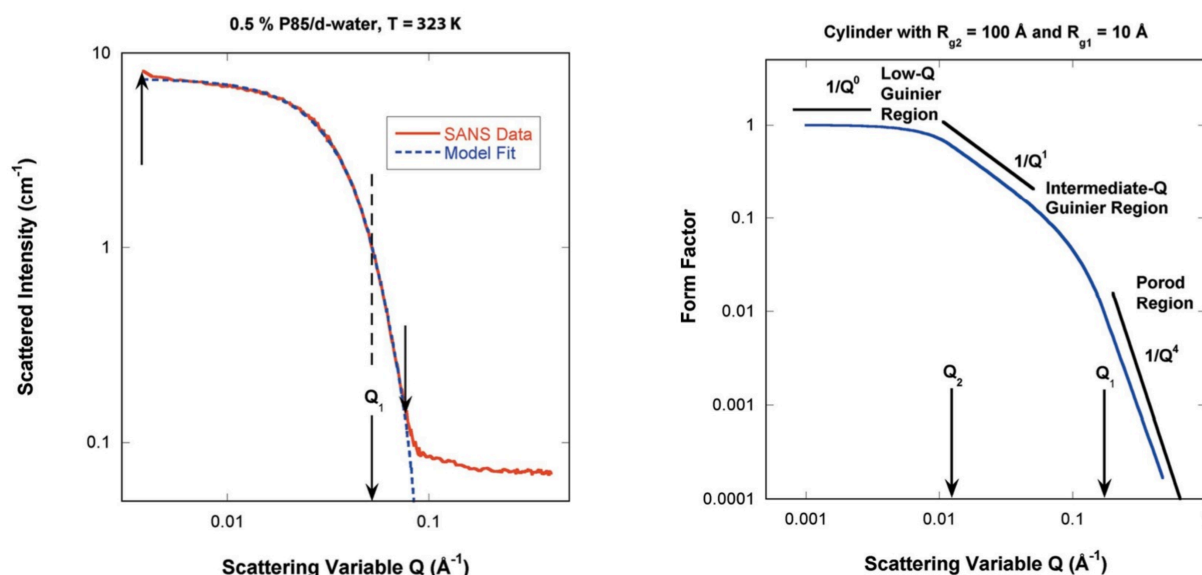 0.5 % P85/d-water, T = 323 K
10
1
0.1
Scattered Intensity (cm⁻¹)
SANS Data
Model Fit
Q₁
0.01
0.1
Scattering Variable Q (Å⁻¹)
Cylinder with R_g2 = 100 Å and R_g1 = 10 Å
1/Q⁰
Low-Q
Guinier
Region
1/Q¹
Intermediate-Q
Guinier Region
Porod
Region
1/Q⁴
Q₂
Q₁
1
0.1
0.01
0.001
0.0001
Form Factor
0.001
0.01
0.1
1
Scattering Variable Q (Å⁻¹)